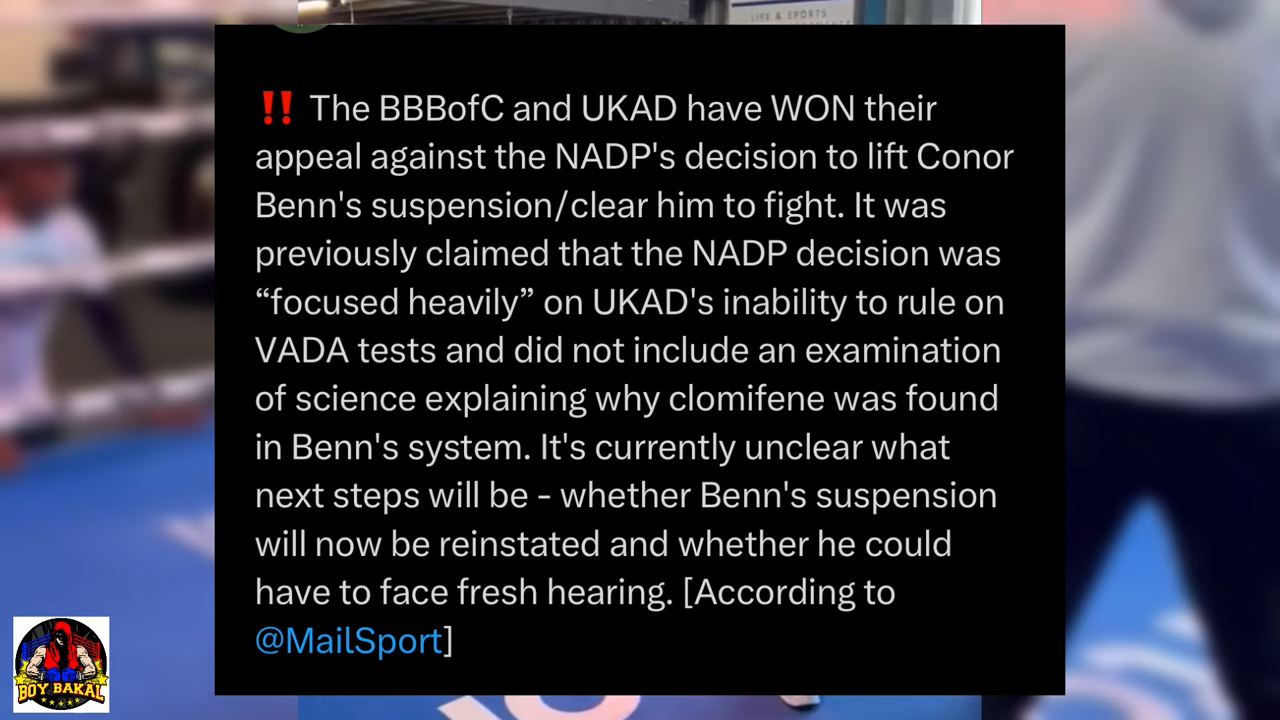 LIFE & SPORTS
‼️ The BBBofC and UKAD have WON their
appeal against the NADP's decision to lift Conor
Benn's suspension/clear him to fight. It was
previously claimed that the NADP decision was
“focused heavily” on UKAD's inability to rule on
VADA tests and did not include an examination
of science explaining why clomifene was found
in Benn's system. It's currently unclear what
next steps will be - whether Benn's suspension
will now be reinstated and whether he could
have to face fresh hearing. [According to
@MailSport]
BOY BAKAL